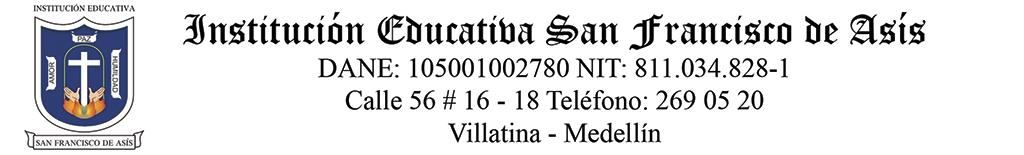 INSTITUCIÓN EDUCATIVA
PAZ
AMOR
HUMILDAD
SAN FRANCISCO DE ASÍS
Institución Educativa San Francisco de Asís
DANE: 105001002780 NIT: 811.034.828-1
Calle 56 # 16 - 18 Teléfono: 269 05 20
Villatina - Medellín